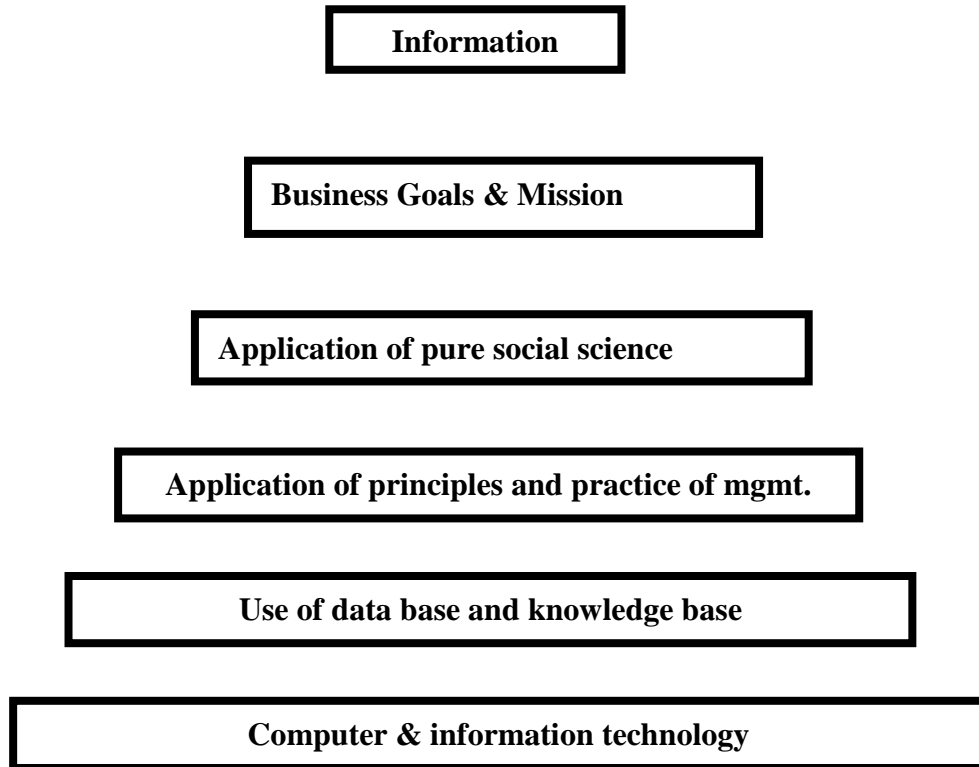 Information
Business Goals & Mission
Application of pure social science
Application of principles and practice of mgmt.
Use of data base and knowledge base
Computer & information technology